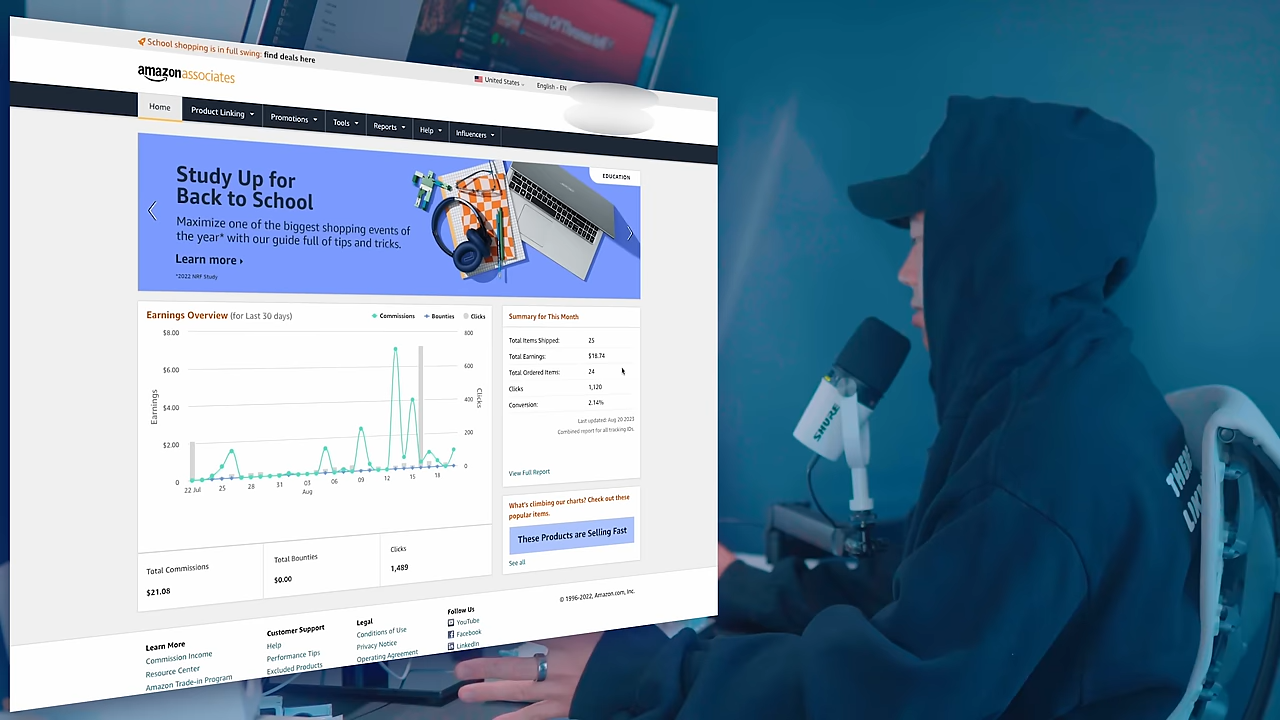 Game Of Thrones
School shopping is in full swing: find deals here
amazonassociates
United States
English - EN
Home
Product Linking
Promotions
Tools
Reports
Help
Influencers
Study Up for
Back to School
Maximize one of the biggest shopping events of
the year* with our guide full of tips and tricks.
Learn more
*2022 NRF Study
EDUCATION
Earnings Overview (for Last 30 days)
Commissions
Bounties
Clicks
$8.00
$6.00
$4.00
$2.00
0
Earnings
800
600
400
200
0
Clicks
22 Jul
25
28
31
03
Aug
06
09
12
15
18
Total Commissions
$21.08
Total Bounties
$0.00
Clicks
1,489
Summary for This Month
Total Items Shipped: 25
Total Earnings: $18.74
Total Ordered Items: 24
Clicks 1,120
Conversion: 2.14%
Last updated: Aug 20 2023
Combined report for all tracking IDs.
View Full Report
What's climbing our charts? Check out these
popular items.
These Products are Selling Fast
See all
© 1996-2022, Amazon.com, Inc.
Learn More
Commission Income
Resource Center
Amazon Trade-in Program
Customer Support
Help
Performance Tips
Excluded Products
Legal
Conditions of Use
Privacy Notice
Operating Agreement
Follow Us
YouTube
Facebook
LinkedIn
SHURE